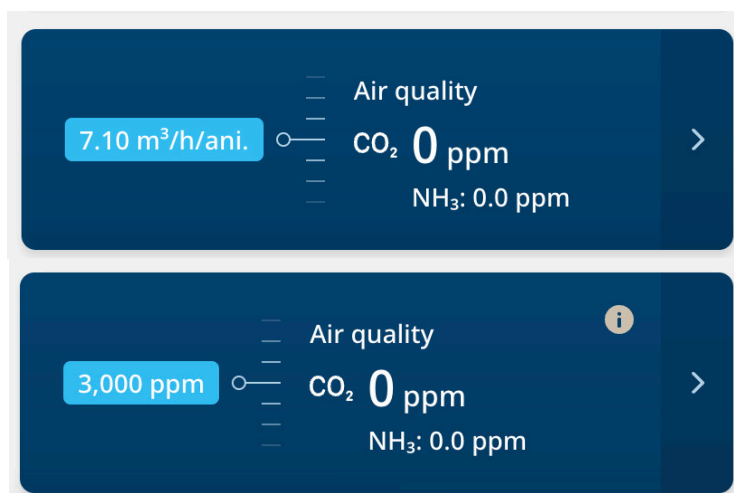 Air quality
7.10 m³/h/ani.
CO₂ 0 ppm
NH₃: 0.0 ppm
Air quality
3,000 ppm
CO₂ 0 ppm
NH₃: 0.0 ppm